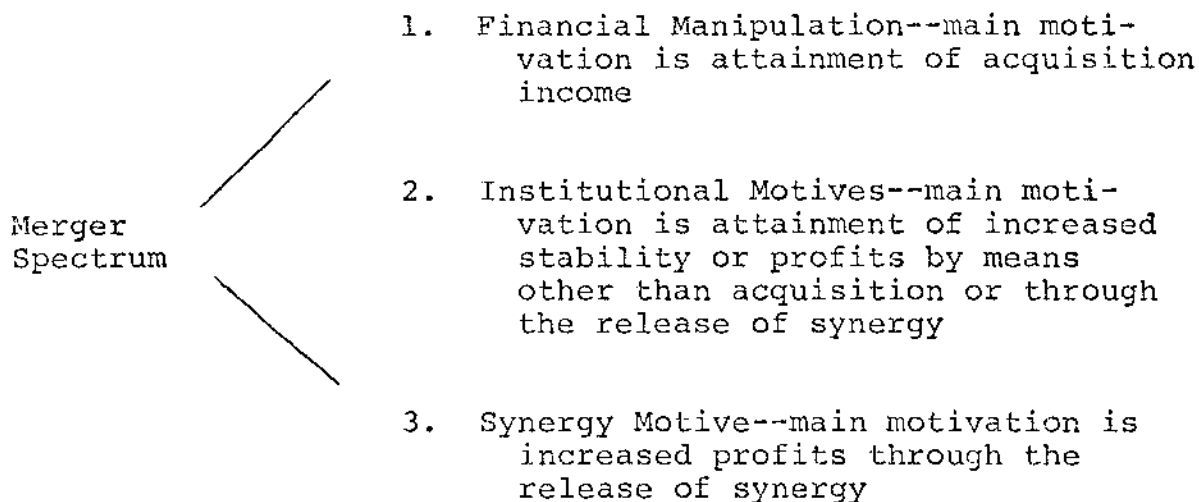 1. Financial Manipulation--main moti-
vation is attainment of acquisition
income
2. Institutional Motives--main moti-
vation is attainment of increased
stability or profits by means
other than acquisition or through
the release of synergy
Merger
Spectrum
3. Synergy Motive--main motivation is
increased profits through the
release of synergy